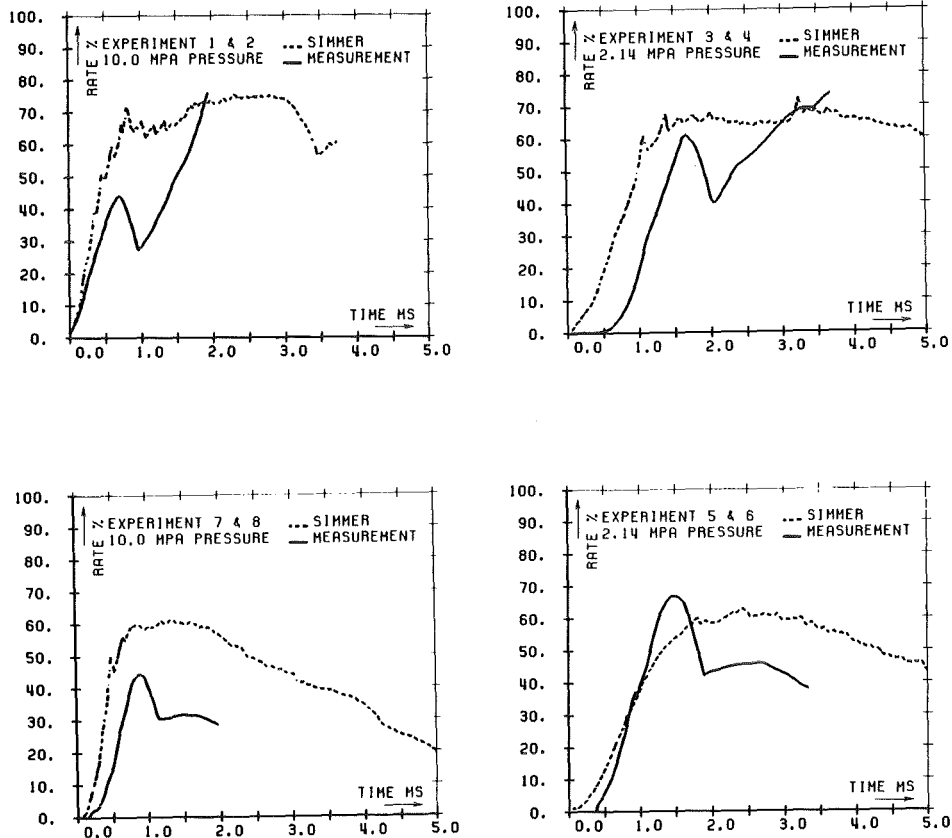 100.
90.
80.
70.
60.
50.
40.
30.
20.
10.
0.
RATE %
EXPERIMENT 1 & 2
10.0 MPA PRESSURE
SIMMER
MEASUREMENT
TIME MS
0.0 1.0 2.0 3.0 4.0 5.0
100.
90.
80.
70.
60.
50.
40.
30.
20.
10.
0.
RATE %
EXPERIMENT 3 & 4
2.14 MPA PRESSURE
SIMMER
MEASUREMENT
TIME MS
0.0 1.0 2.0 3.0 4.0 5.0
100.
90.
80.
70.
60.
50.
40.
30.
20.
10.
0.
RATE %
EXPERIMENT 7 & 8
10.0 MPA PRESSURE
SIMMER
MEASUREMENT
TIME MS
0.0 1.0 2.0 3.0 4.0 5.0
100.
90.
80.
70.
60.
50.
40.
30.
20.
10.
0.
RATE %
EXPERIMENT 5 & 6
2.14 MPA PRESSURE
SIMMER
MEASUREMENT
TIME MS
0.0 1.0 2.0 3.0 4.0 5.0